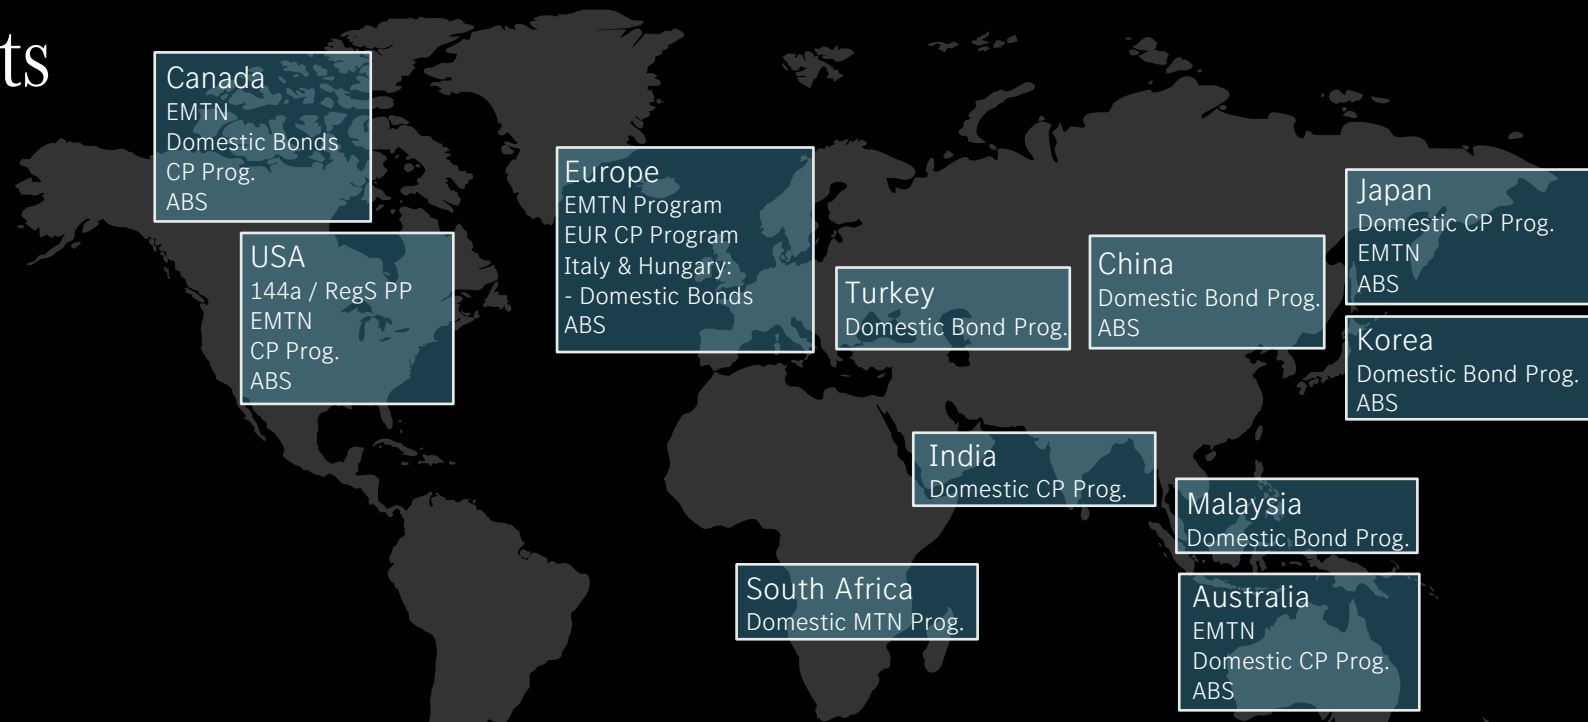 ts
Canada
EMTN
Domestic Bonds
CP Prog.
ABS
USA
144a / RegS PP
EMTN
CP Prog.
ABS
Europe
EMTN Program
EUR CP Program
Italy & Hungary:
- Domestic Bonds
ABS
Turkey
Domestic Bond Prog.
China
Domestic Bond Prog.
ABS
Japan
Domestic CP Prog.
EMTN
ABS
Korea
Domestic Bond Prog.
ABS
India
Domestic CP Prog.
Malaysia
Domestic Bond Prog.
South Africa
Domestic MTN Prog.
Australia
EMTN
Domestic CP Prog.
ABS